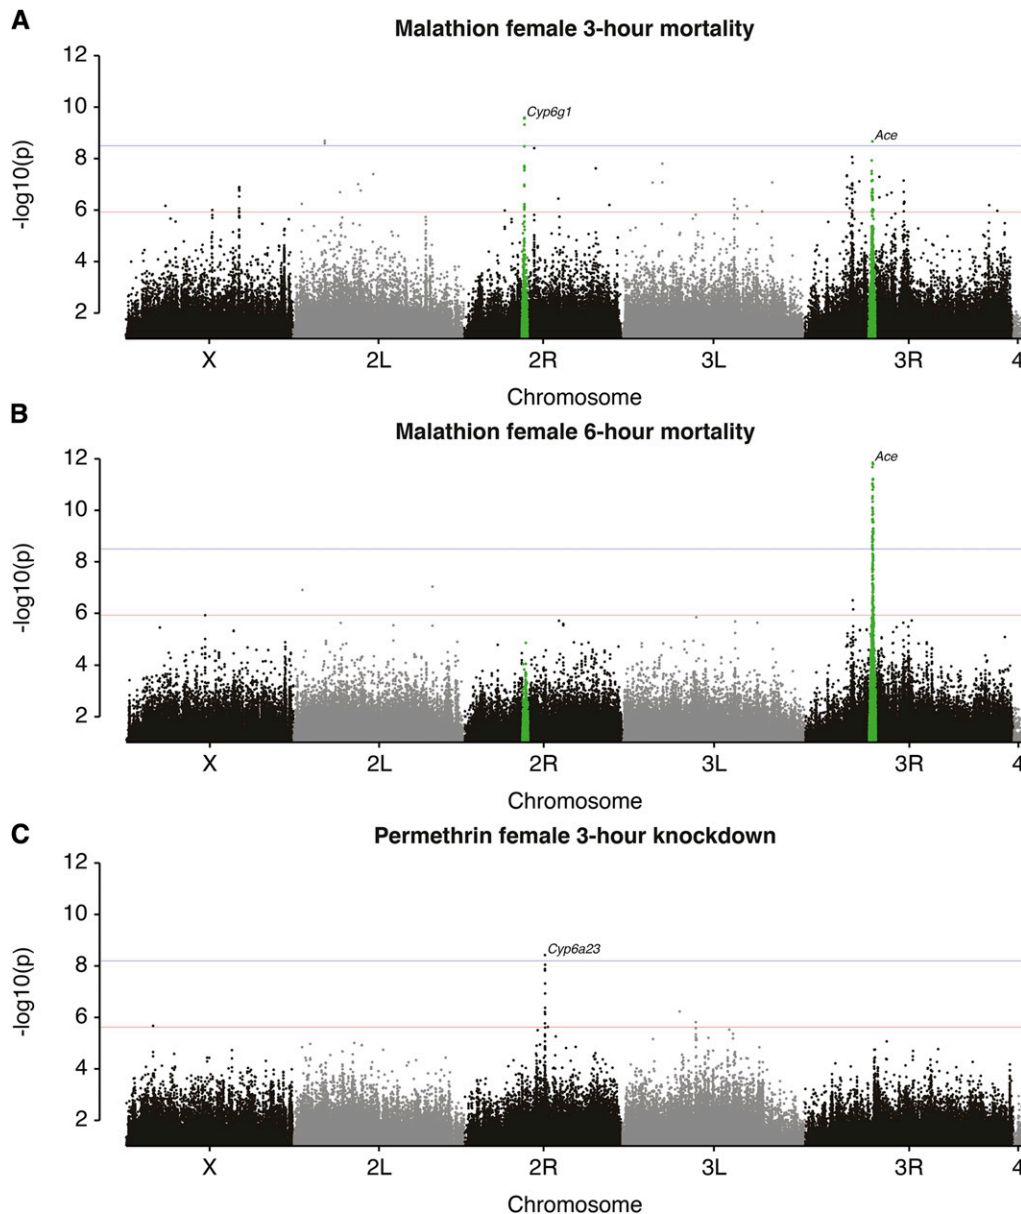 A
Malathion female 3-hour mortality
12
10
8
6
4
2
-log10(p)
Cyp6g1
Ace
X 2L 2R 3L 3R 4
Chromosome
B
Malathion female 6-hour mortality
12
10
8
6
4
2
-log10(p)
Ace
X 2L 2R 3L 3R 4
Chromosome
C
Permethrin female 3-hour knockdown
12
10
8
6
4
2
-log10(p)
Cyp6a23
X 2L 2R 3L 3R 4
Chromosome